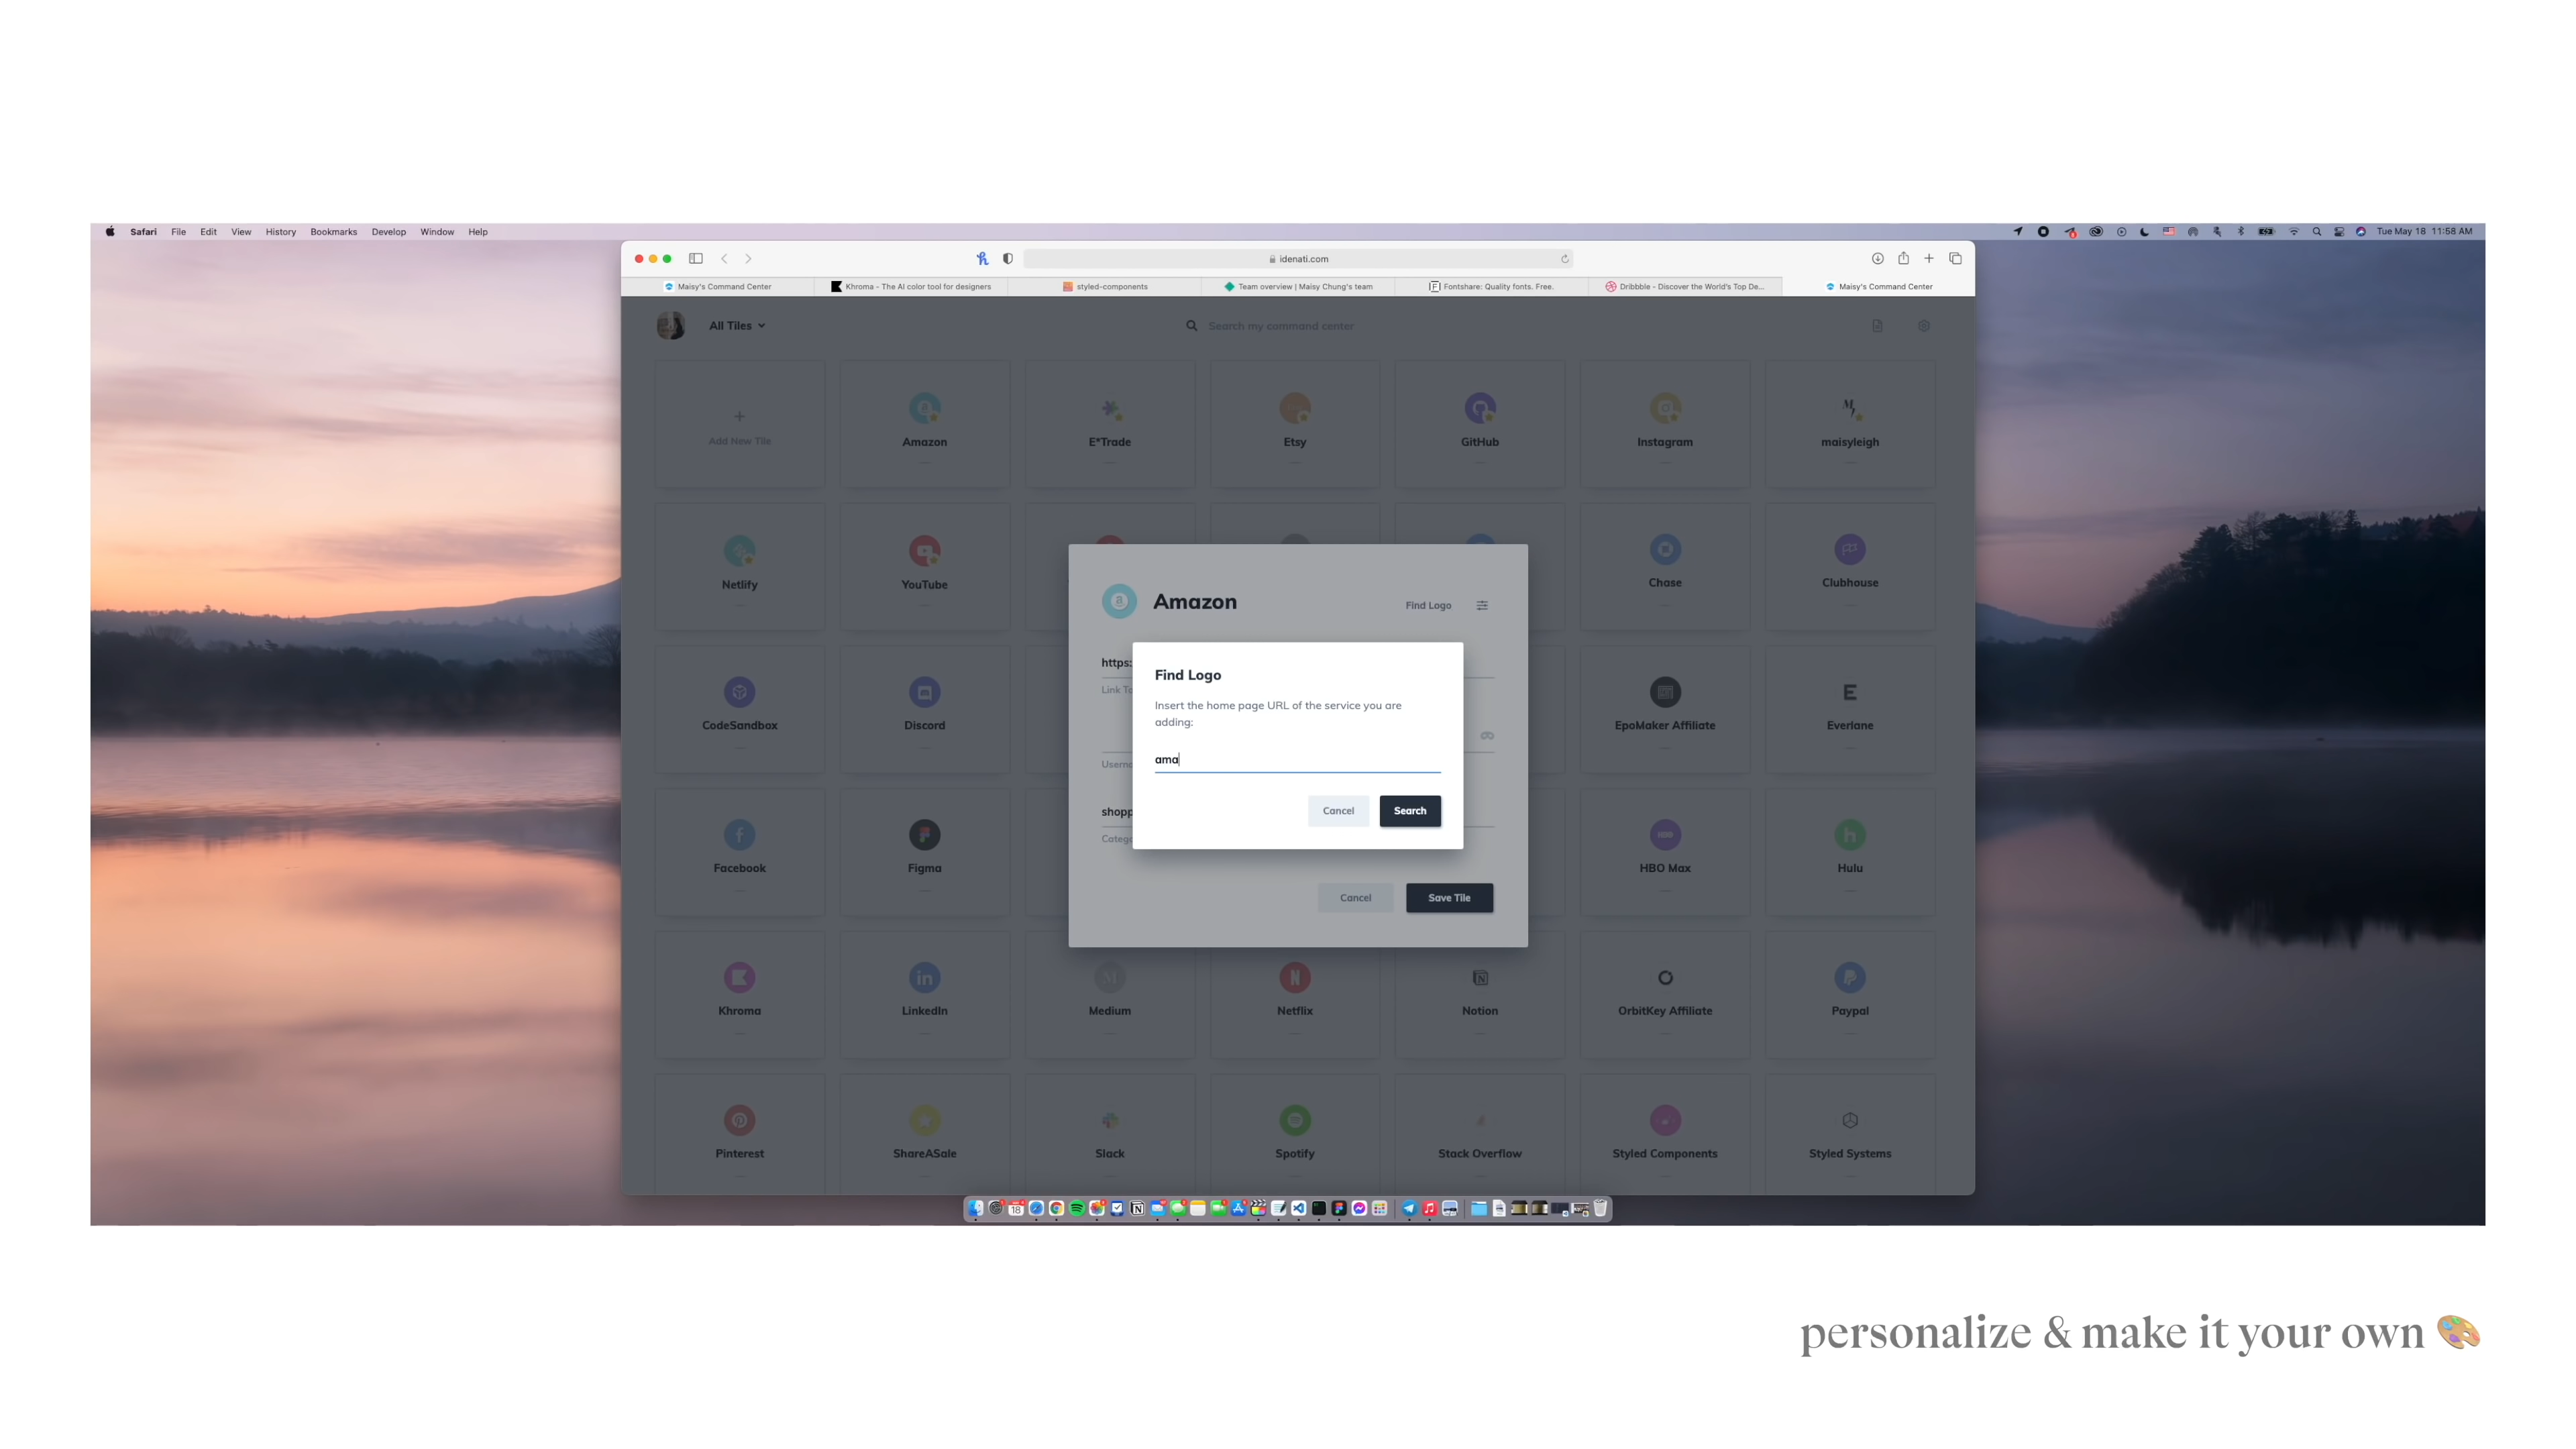 Safari File Edit View History Bookmarks Develop Window Help
Tue May 18 11:58 AM
idenati.com
Maisy's Command Center
Khroma - The AI color tool for designers
styled-components
Team overview | Maisy Chung's team
Fontshare: Quality fonts. Free.
Dribbble - Discover the World's Top De...
Maisy's Command Center
All Tiles
Search my command center
Add New Tile
Amazon
E*Trade
Etsy
GitHub
Instagram
maisyleigh
Netlify
YouTube
Chase
Clubhouse
Amazon
Find Logo
https:
Link To
Find Logo
Insert the home page URL of the service you are
adding:
ama
Cancel
Search
Userna
shopp
Catego
Cancel
Save Tile
CodeSandbox
Discord
EpoMaker Affiliate
Everlane
Facebook
Figma
HBO Max
Hulu
Khroma
LinkedIn
Medium
Netflix
Notion
OrbitKey Affiliate
Paypal
Pinterest
ShareASale
Slack
Spotify
Stack Overflow
Styled Components
Styled Systems
personalize & make it your own 🎨